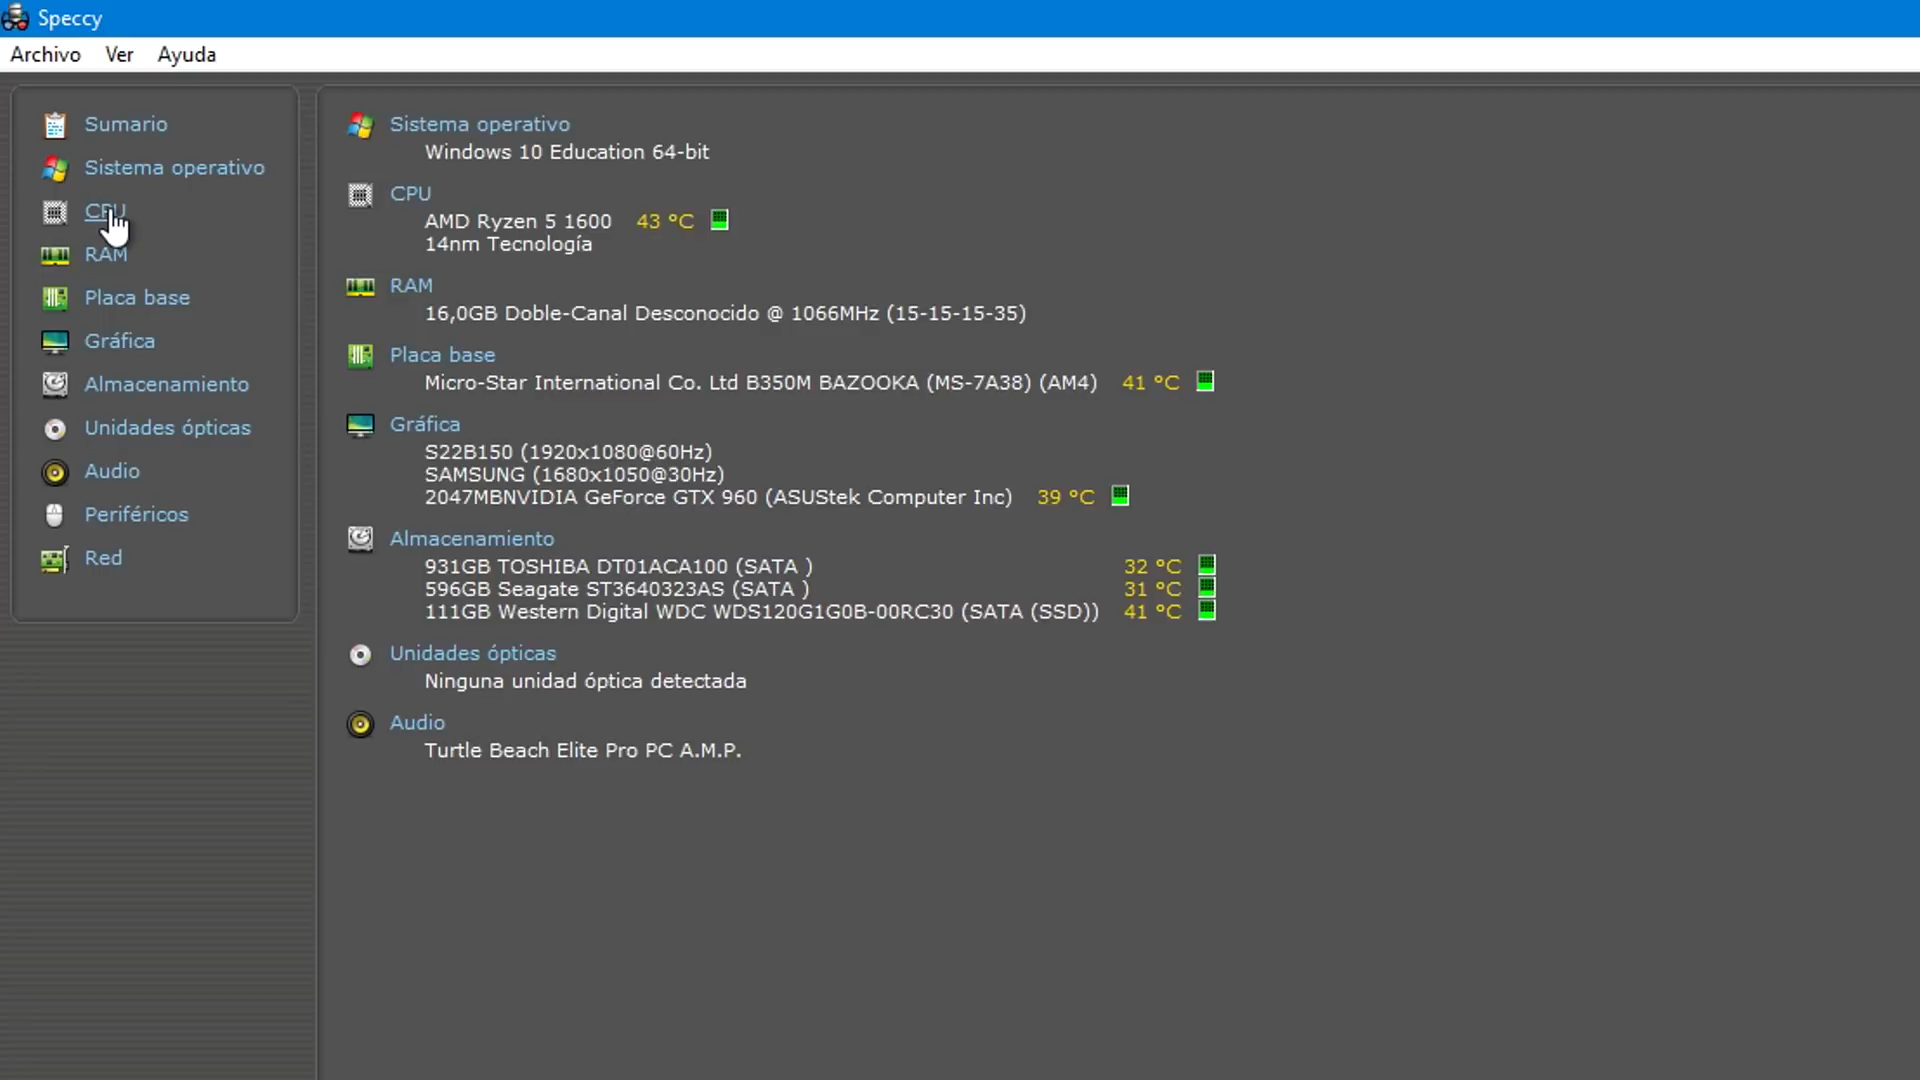 Speccy
Archivo Ver Ayuda
Sumario
Sistema operativo
CPU
RAM
Placa base
Gráfica
Almacenamiento
Unidades ópticas
Audio
Periféricos
Red
Sistema operativo
Windows 10 Education 64-bit
CPU
AMD Ryzen 5 1600 43 °C
14nm Tecnología
RAM
16,0GB Doble-Canal Desconocido @ 1066MHz (15-15-15-35)
Placa base
Micro-Star International Co. Ltd B350M BAZOOKA (MS-7A38) (AM4) 41 °C
Gráfica
S22B150 (1920x1080@60Hz)
SAMSUNG (1680x1050@30Hz)
2047MBNVIDIA GeForce GTX 960 (ASUStek Computer Inc) 39 °C
Almacenamiento
931GB TOSHIBA DT01ACA100 (SATA ) 32 °C
596GB Seagate ST3640323AS (SATA ) 31 °C
111GB Western Digital WDC WDS120G1G0B-00RC30 (SATA (SSD)) 41 °C
Unidades ópticas
Ninguna unidad óptica detectada
Audio
Turtle Beach Elite Pro PC A.M.P.